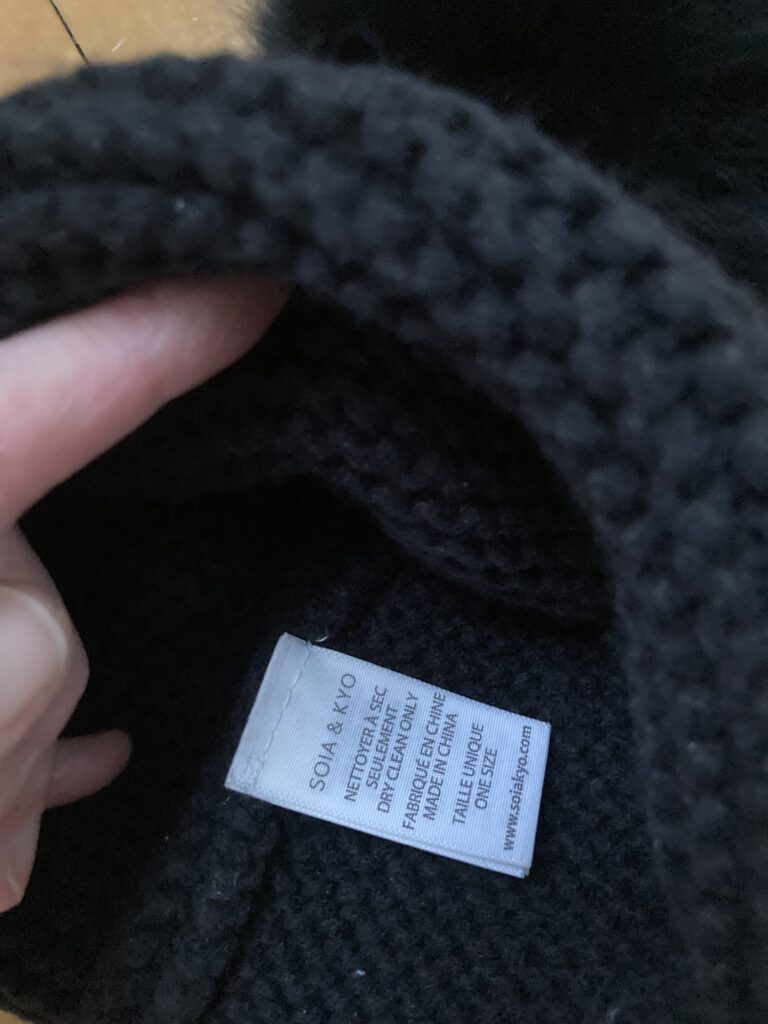 SOIA & KYO
NETTOYER À SEC
SEULEMENT
DRY CLEAN ONLY
FABRIQUÉ EN CHINE
MADE IN CHINA
TAILLE UNIQUE
ONE SIZE
www.soiakyo.com